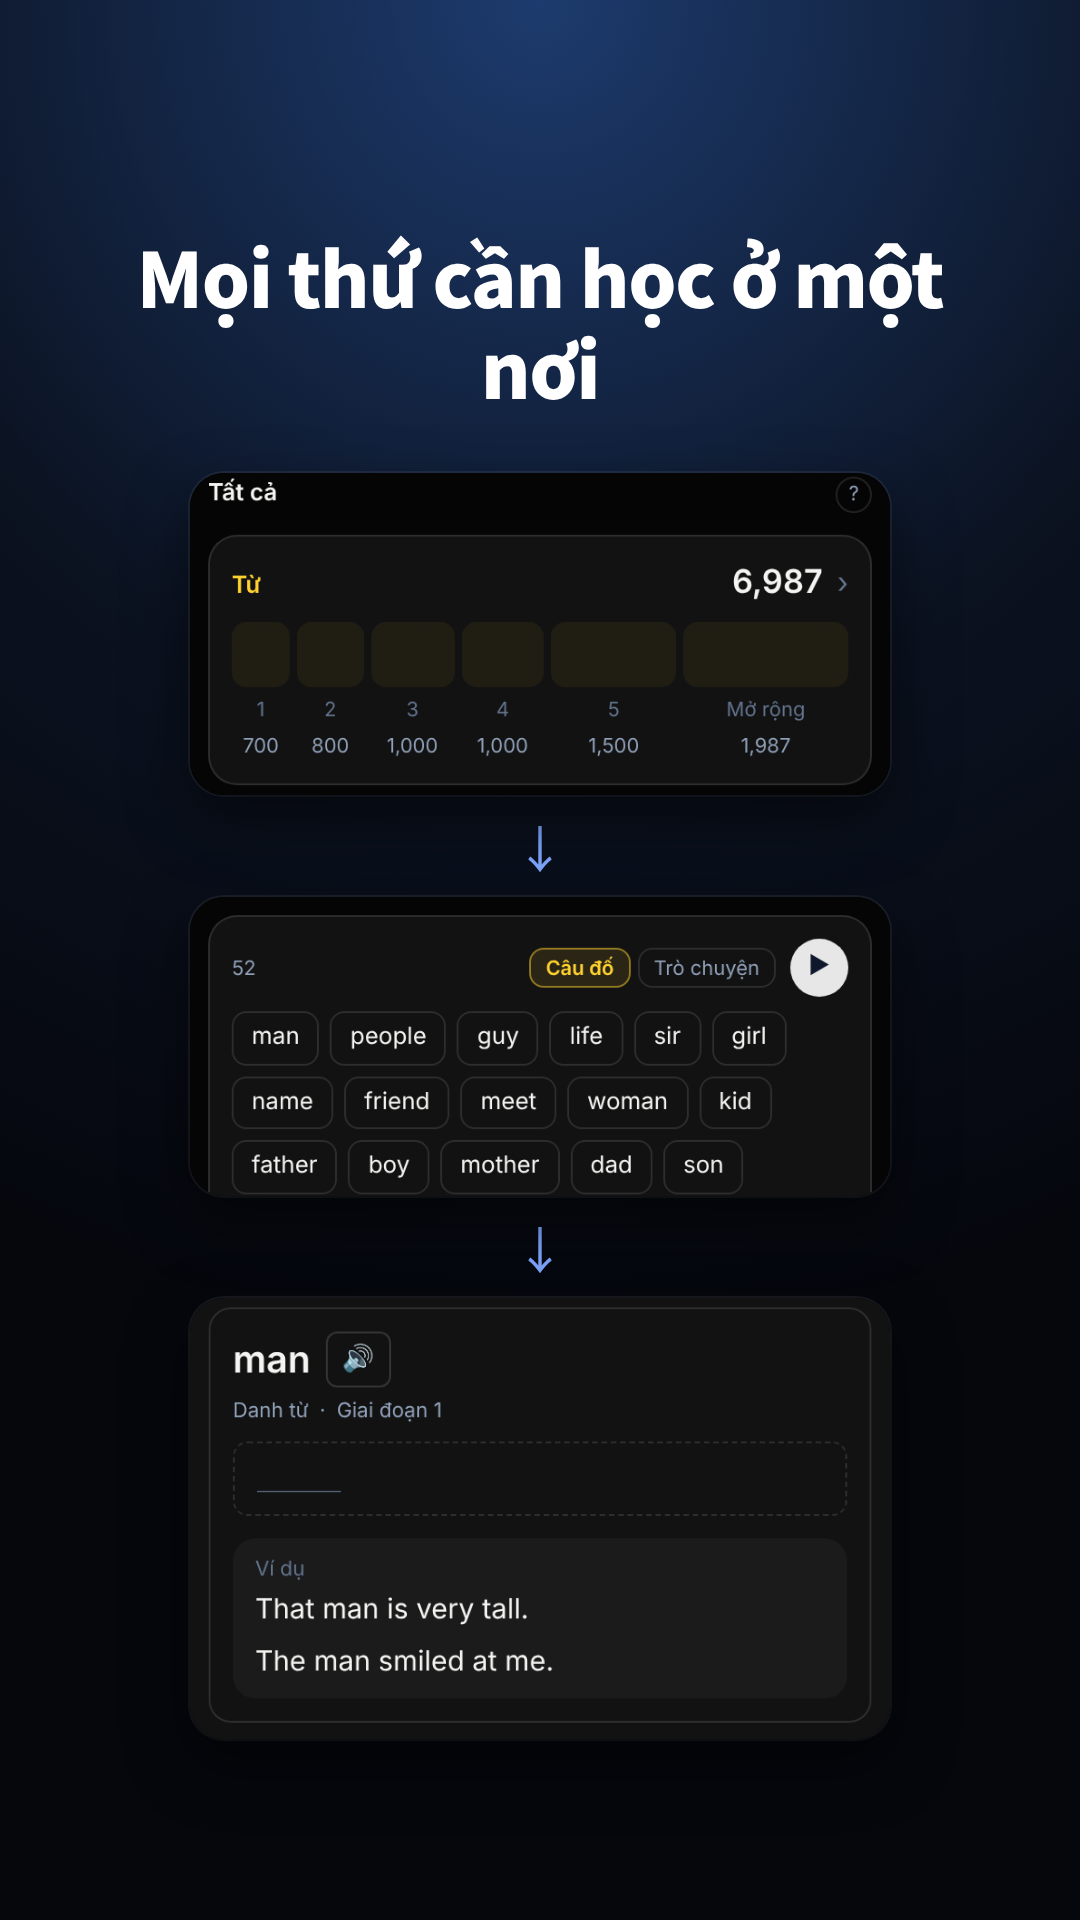 Mọi thứ cần học ở một
nơi
Tất cả
?
Từ
6,987 ›
1 2 3 4 5 Mở rộng
700 800 1,000 1,000 1,500 1,987
52 Câu đố Trò chuyện
man people guy life sir girl
name friend meet woman kid
father boy mother dad son
man
Danh từ · Giai đoạn 1
Ví dụ
That man is very tall.
The man smiled at me.